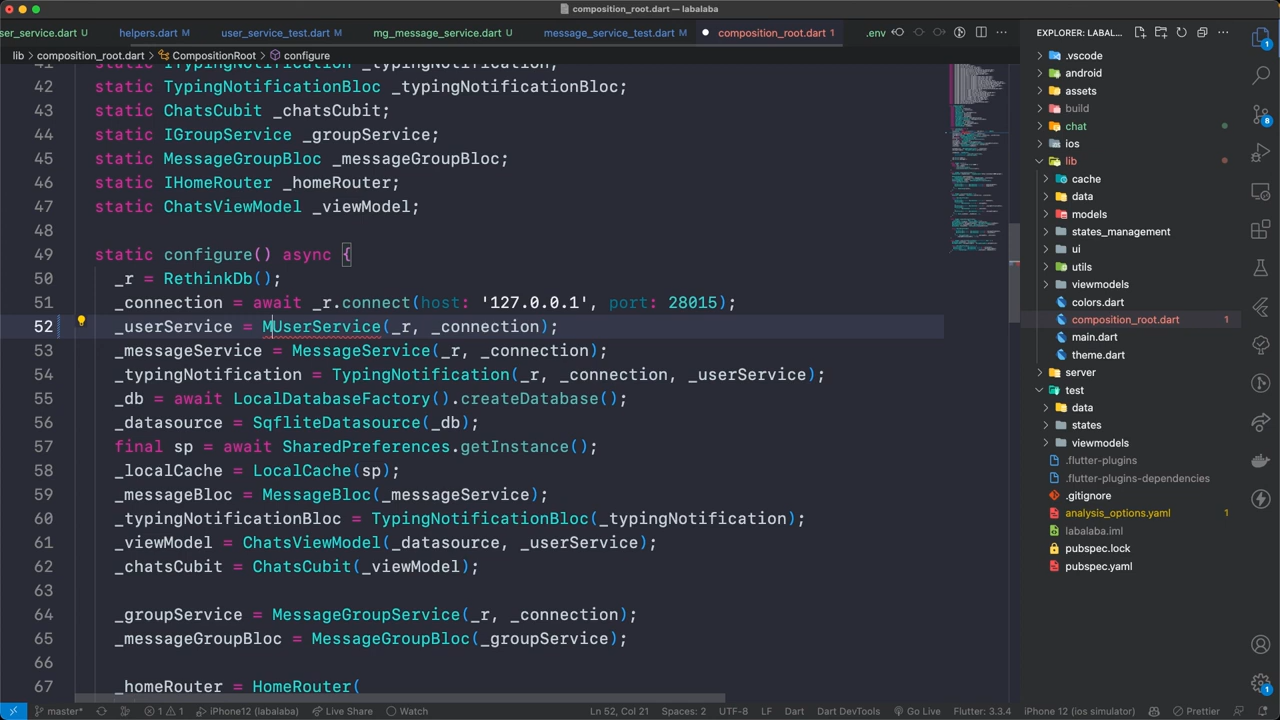 composition_root.dart — labalaba
ser_service.dart U
helpers.dart M
user_service_test.dart M
mg_message_service.dart U
message_service_test.dart M
composition_root.dart 1
.env
EXPLORER: LABAL...
lib > composition_root.dart > CompositionRoot > configure
42 static TypingNotificationBloc _typingNotificationBloc;
43 static ChatsCubit _chatsCubit;
44 static IGroupService _groupService;
45 static MessageGroupBloc _messageGroupBloc;
46 static IHomeRouter _homeRouter;
47 static ChatsViewModel _viewModel;
48
49 static configure() async {
50 _r = RethinkDb();
51 _connection = await _r.connect(host: '127.0.0.1', port: 28015);
52 _userService = MUserService(_r, _connection);
53 _messageService = MessageService(_r, _connection);
54 _typingNotification = TypingNotification(_r, _connection, _userService);
55 _db = await LocalDatabaseFactory().createDatabase();
56 _datasource = SqfliteDatasource(_db);
57 final sp = await SharedPreferences.getInstance();
58 _localCache = LocalCache(sp);
59 _messageBloc = MessageBloc(_messageService);
60 _typingNotificationBloc = TypingNotificationBloc(_typingNotification);
61 _viewModel = ChatsViewModel(_datasource, _userService);
62 _chatsCubit = ChatsCubit(_viewModel);
63
64 _groupService = MessageGroupService(_r, _connection);
65 _messageGroupBloc = MessageGroupBloc(_groupService);
66
67 _homeRouter = HomeRouter(
.vscode
android
assets
build
chat
ios
lib
cache
data
models
states_management
ui
utils
viewmodels
colors.dart
composition_root.dart 1
main.dart
theme.dart
server
test
data
states
viewmodels
.flutter-plugins
.flutter-plugins-dependencies
.gitignore
analysis_options.yaml 1
labalaba.iml
pubspec.lock
pubspec.yaml
1
8
1
master* 1 1 iPhone12 (labalaba) Live Share Watch Ln 52, Col 21 Spaces: 2 UTF-8 LF Dart Dart DevTools Go Live Flutter: 3.3.4 iPhone 12 (ios simulator) Prettier